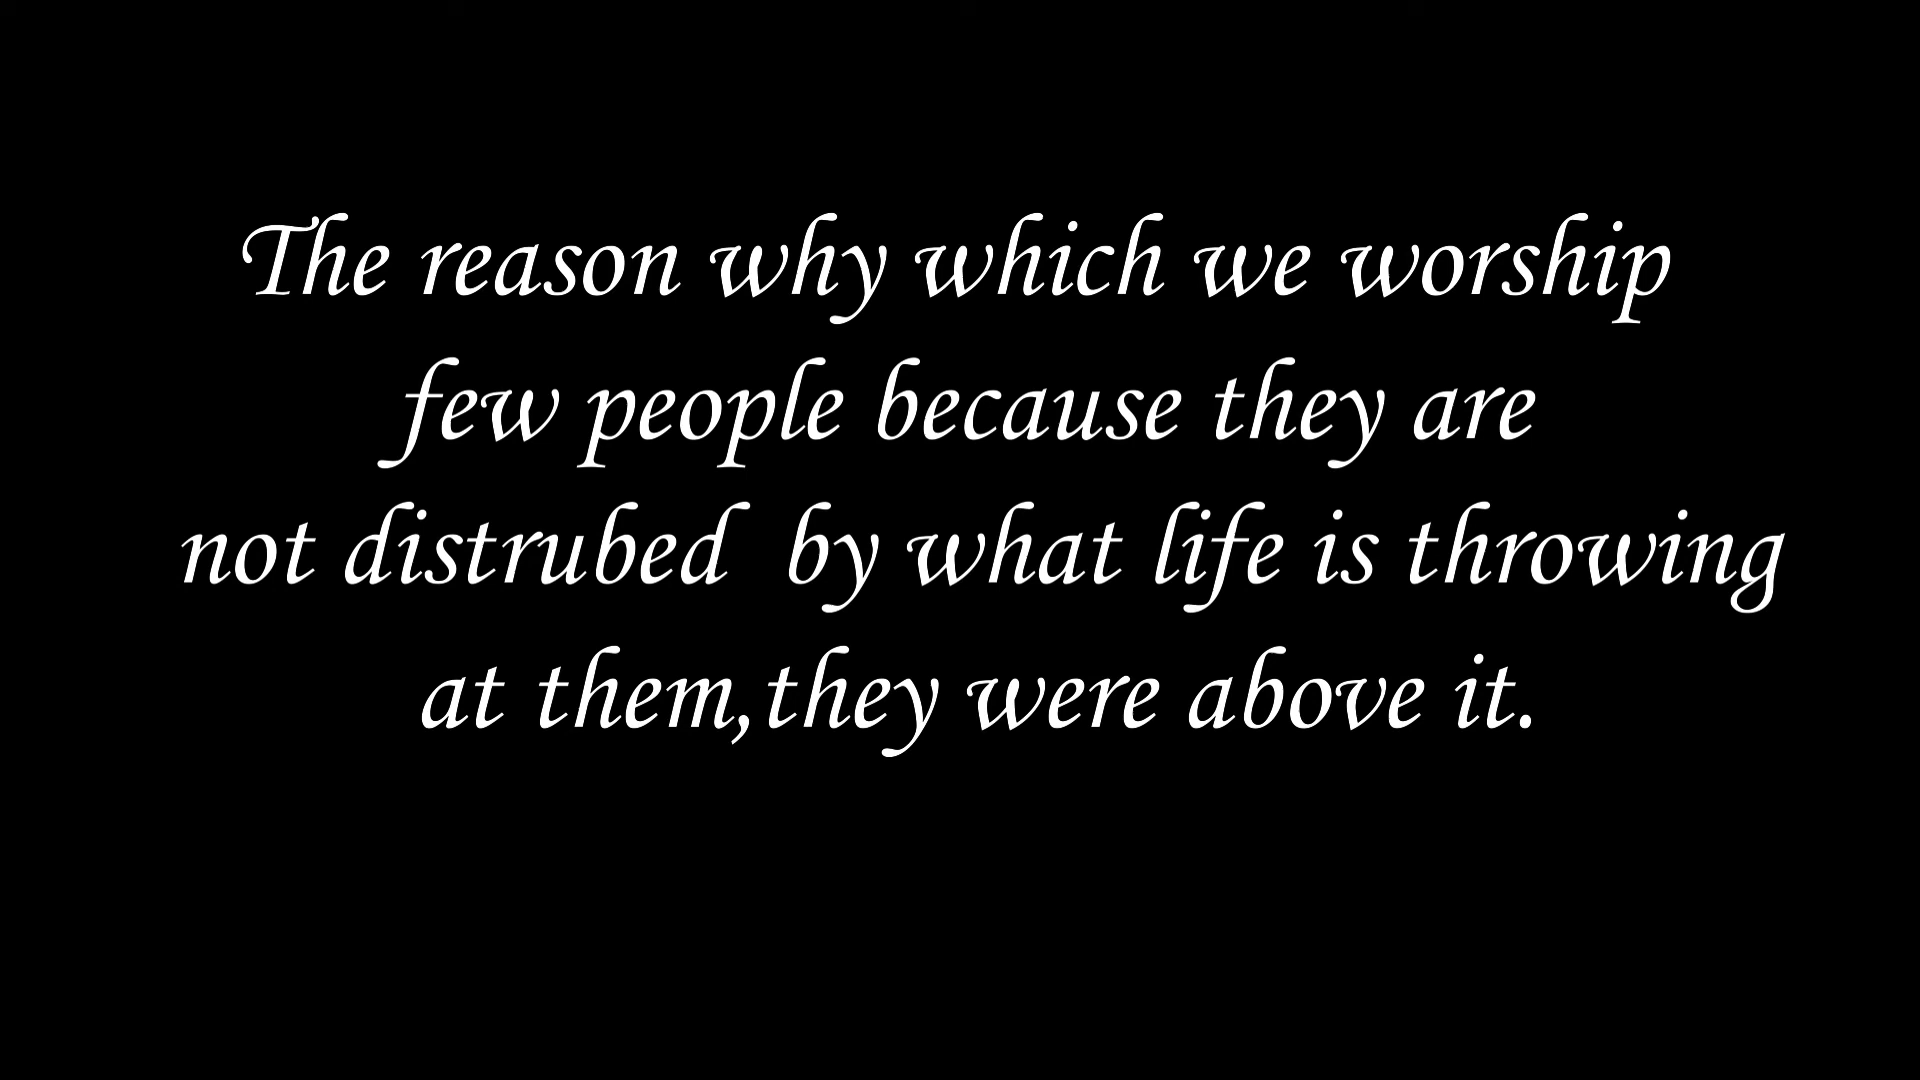 The reason why which we worship
few people because they are
not distrubed  by what life is throwing
at them,they were above it.